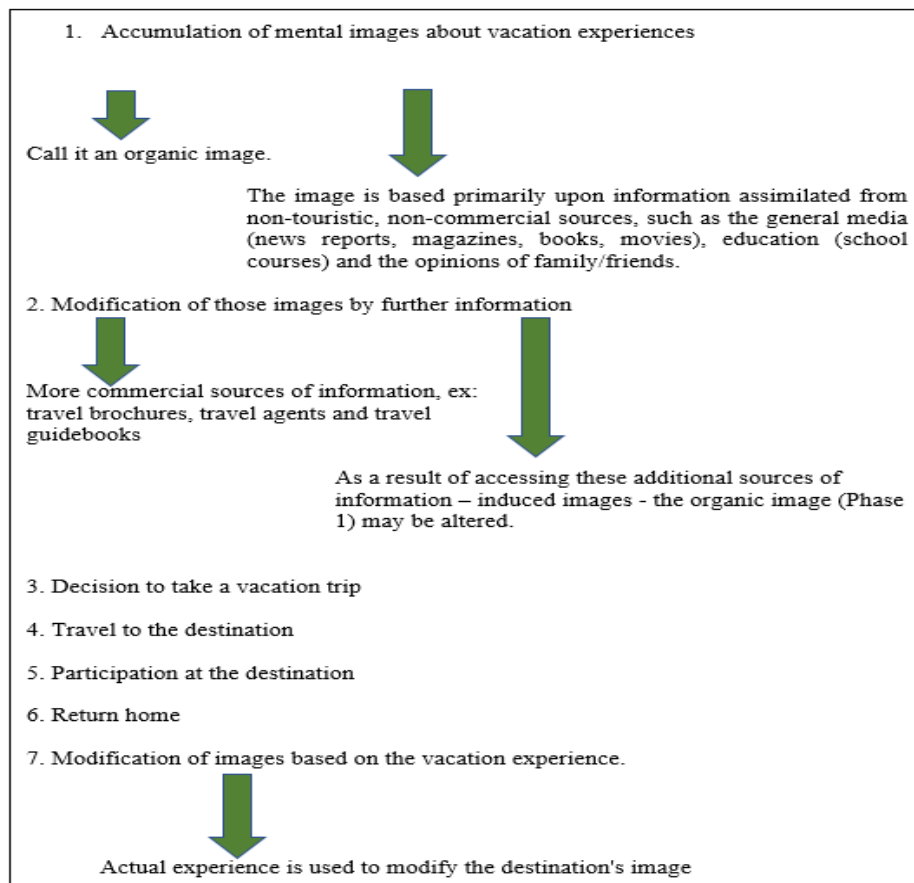 1. Accumulation of mental images about vacation experiences
Call it an organic image.
The image is based primarily upon information assimilated from
non-touristic, non-commercial sources, such as the general media
(news reports, magazines, books, movies), education (school
courses) and the opinions of family/friends.
2. Modification of those images by further information
More commercial sources of information, ex:
travel brochures, travel agents and travel
guidebooks
As a result of accessing these additional sources of
information – induced images - the organic image (Phase
1) may be altered.
3. Decision to take a vacation trip
4. Travel to the destination
5. Participation at the destination
6. Return home
7. Modification of images based on the vacation experience.
Actual experience is used to modify the destination's image